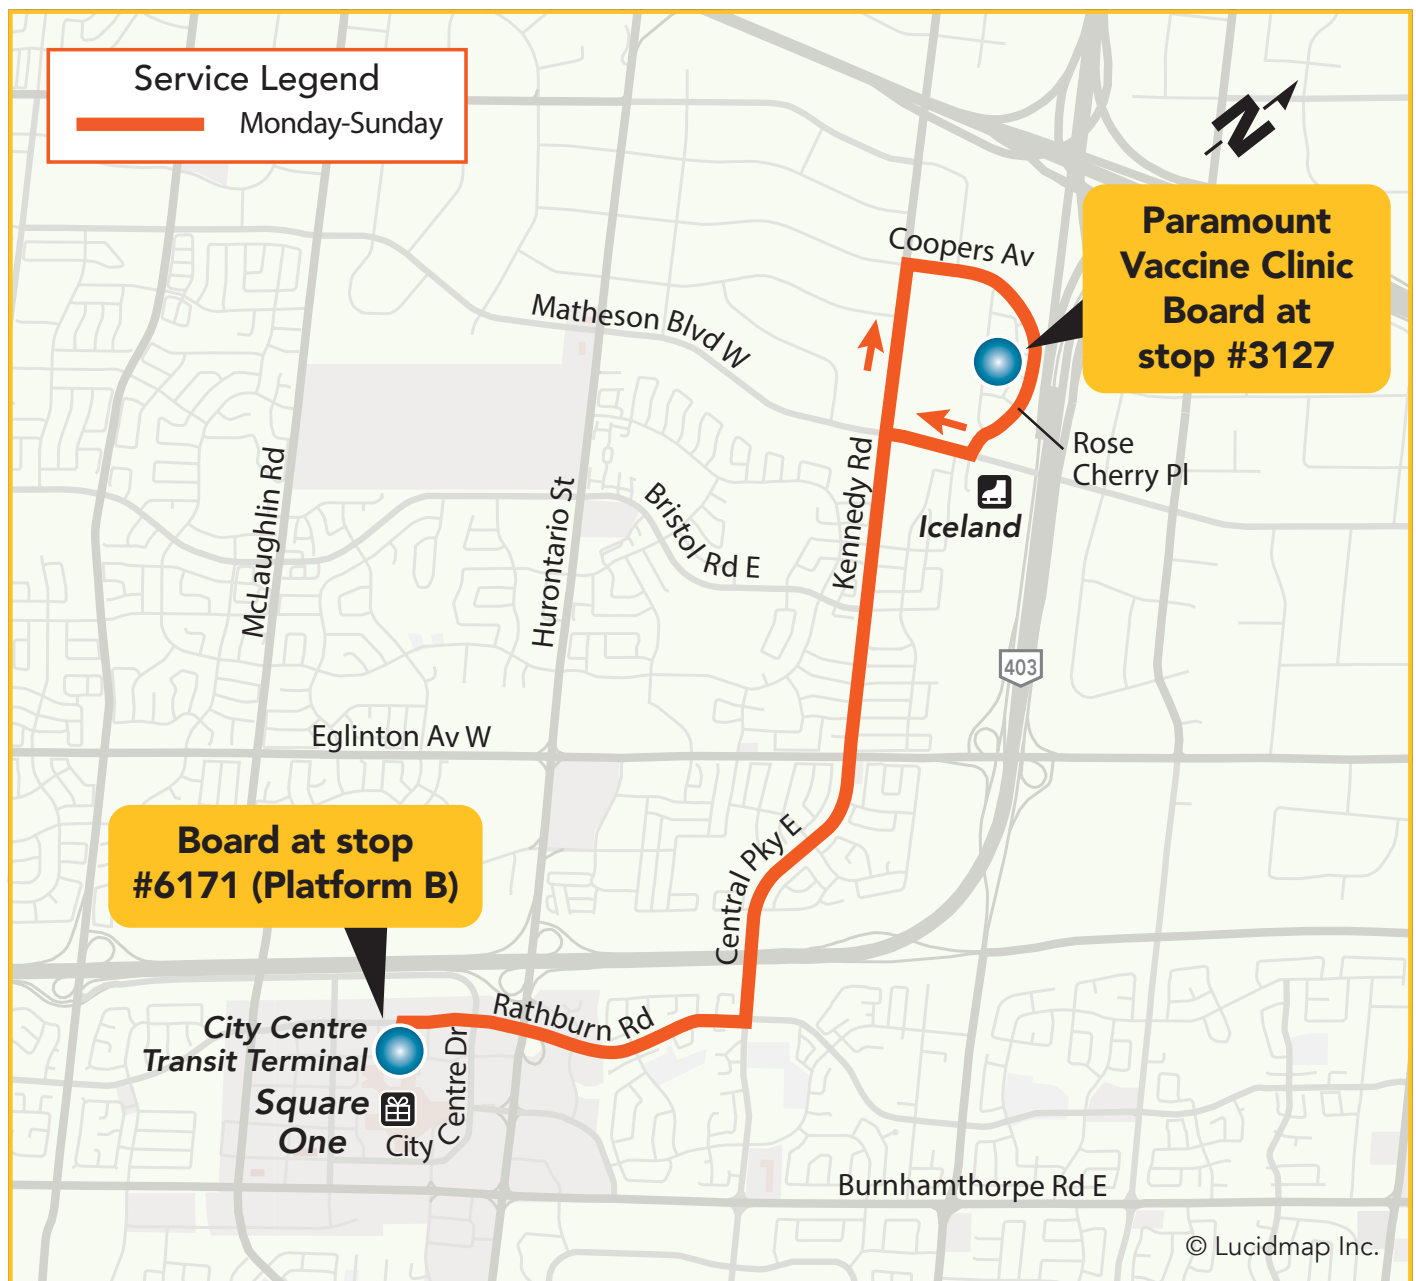 Service Legend
Monday-Sunday
N
Paramount
Vaccine Clinic
Board at
stop #3127
Coopers Av
Matheson Blvd W
Rose
Cherry Pl
Kennedy Rd
McLaughlin Rd
Hurontario St
Bristol Rd E
Iceland
403
Eglinton Av W
Board at stop
#6171 (Platform B)
Central Pky E
Rathburn Rd
City Centre
Transit Terminal
Square
One
City Centre Dr
Burnhamthorpe Rd E
© Lucidmap Inc.